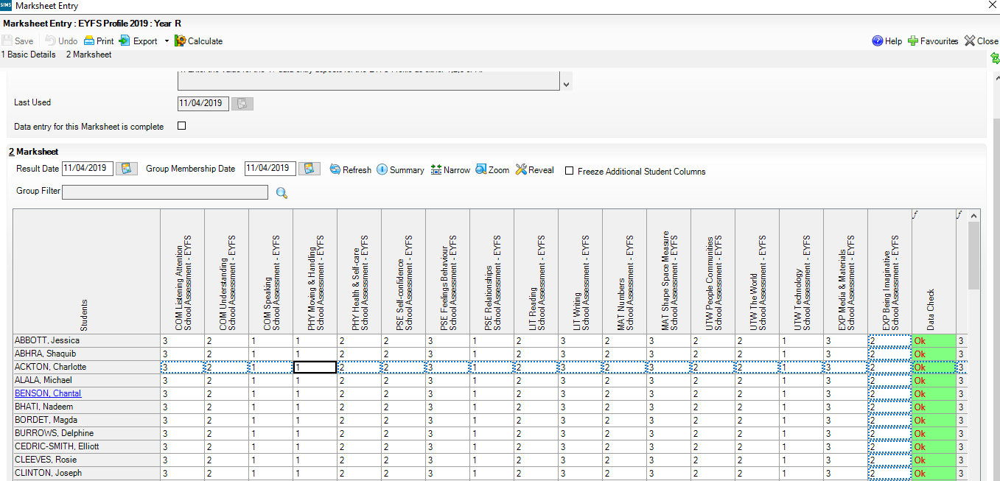 SIMS Marksheet Entry
Marksheet Entry : EYFS Profile 2019 : Year R
Save Undo Print Export Calculate Help Favourites Close
1 Basic Details 2 Marksheet
Last Used 11/04/2019
Data entry for this Marksheet is complete
2 Marksheet
Result Date 11/04/2019 Group Membership Date 11/04/2019 Refresh Summary Narrow Zoom Reveal Freeze Additional Student Columns
Group Filter
Students
COM Listening Attention
School Assessment - EYFS
COM Understanding
School Assessment - EYFS
COM Speaking
School Assessment - EYFS
PHY Moving & Handling
School Assessment - EYFS
PHY Health & Self-care
School Assessment - EYFS
PSE Self-confidence
School Assessment - EYFS
PSE Feelings Behaviour
School Assessment - EYFS
PSE Relationships
School Assessment - EYFS
LIT Reading
School Assessment - EYFS
LIT Writing
School Assessment - EYFS
MAT Numbers
School Assessment - EYFS
MAT Shape Space Measure
School Assessment - EYFS
UTW People Communities
School Assessment - EYFS
UTW The World
School Assessment - EYFS
UTW Technology
School Assessment - EYFS
EXP Media & Materials
School Assessment - EYFS
EXP Being Imaginative
School Assessment - EYFS
f
Data Check
f
ABBOTT, Jessica 3 2 1 1 2 2 3 1 2 3 2 3 2 2 1 3 2 Ok 3
ABHRA, Shaquib 3 2 1 1 2 2 3 1 2 3 2 3 2 2 1 3 2 Ok 3
ACKTON, Charlotte 3 2 1 1 2 2 3 1 2 3 2 3 2 2 1 3 2 Ok 3
ALALA, Michael 3 2 1 1 2 2 3 1 2 3 2 3 2 2 1 3 2 Ok 3
BENSON, Chantal 3 2 1 1 2 2 3 1 2 3 2 3 2 2 1 3 2 Ok 3
BHATI, Nadeem 3 2 1 1 2 2 3 1 2 3 2 3 2 2 1 3 2 Ok 3
BORDET, Magda 3 2 1 1 2 2 3 1 2 3 2 3 2 2 1 3 2 Ok 3
BURROWS, Delphine 3 2 1 1 2 2 3 1 2 3 2 3 2 2 1 3 2 Ok 3
CEDRIC-SMITH, Elliott 3 2 1 1 2 2 3 1 2 3 2 3 2 2 1 3 2 Ok 3
CLEEVES, Rosie 3 2 1 1 2 2 3 1 2 3 2 3 2 2 1 3 2 Ok 3
CLINTON, Joseph 3 2 1 1 2 2 3 1 2 3 2 3 2 2 1 3 2 Ok 3